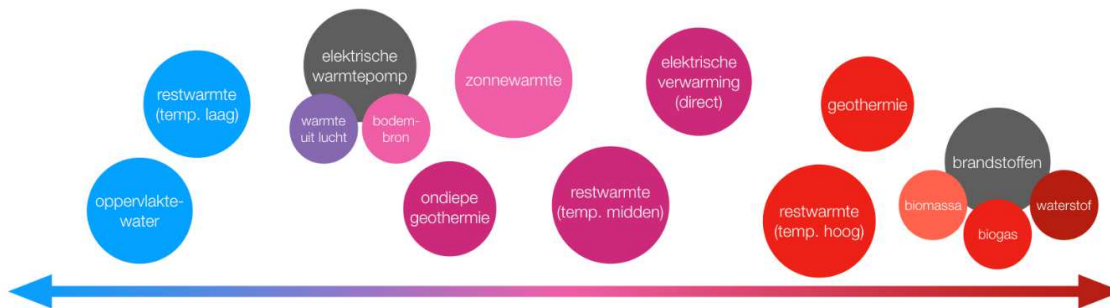 restwarmte
(temp. laag)
oppervlakte-
water
elektrische
warmtepomp
warmte
uit lucht
bodem-
bron
ondiepe
geothermie
zonnewarmte
restwarmte
(temp. midden)
elektrische
verwarming
(direct)
geothermie
restwarmte
(temp. hoog)
brandstoffen
biomassa
biogas
waterstof